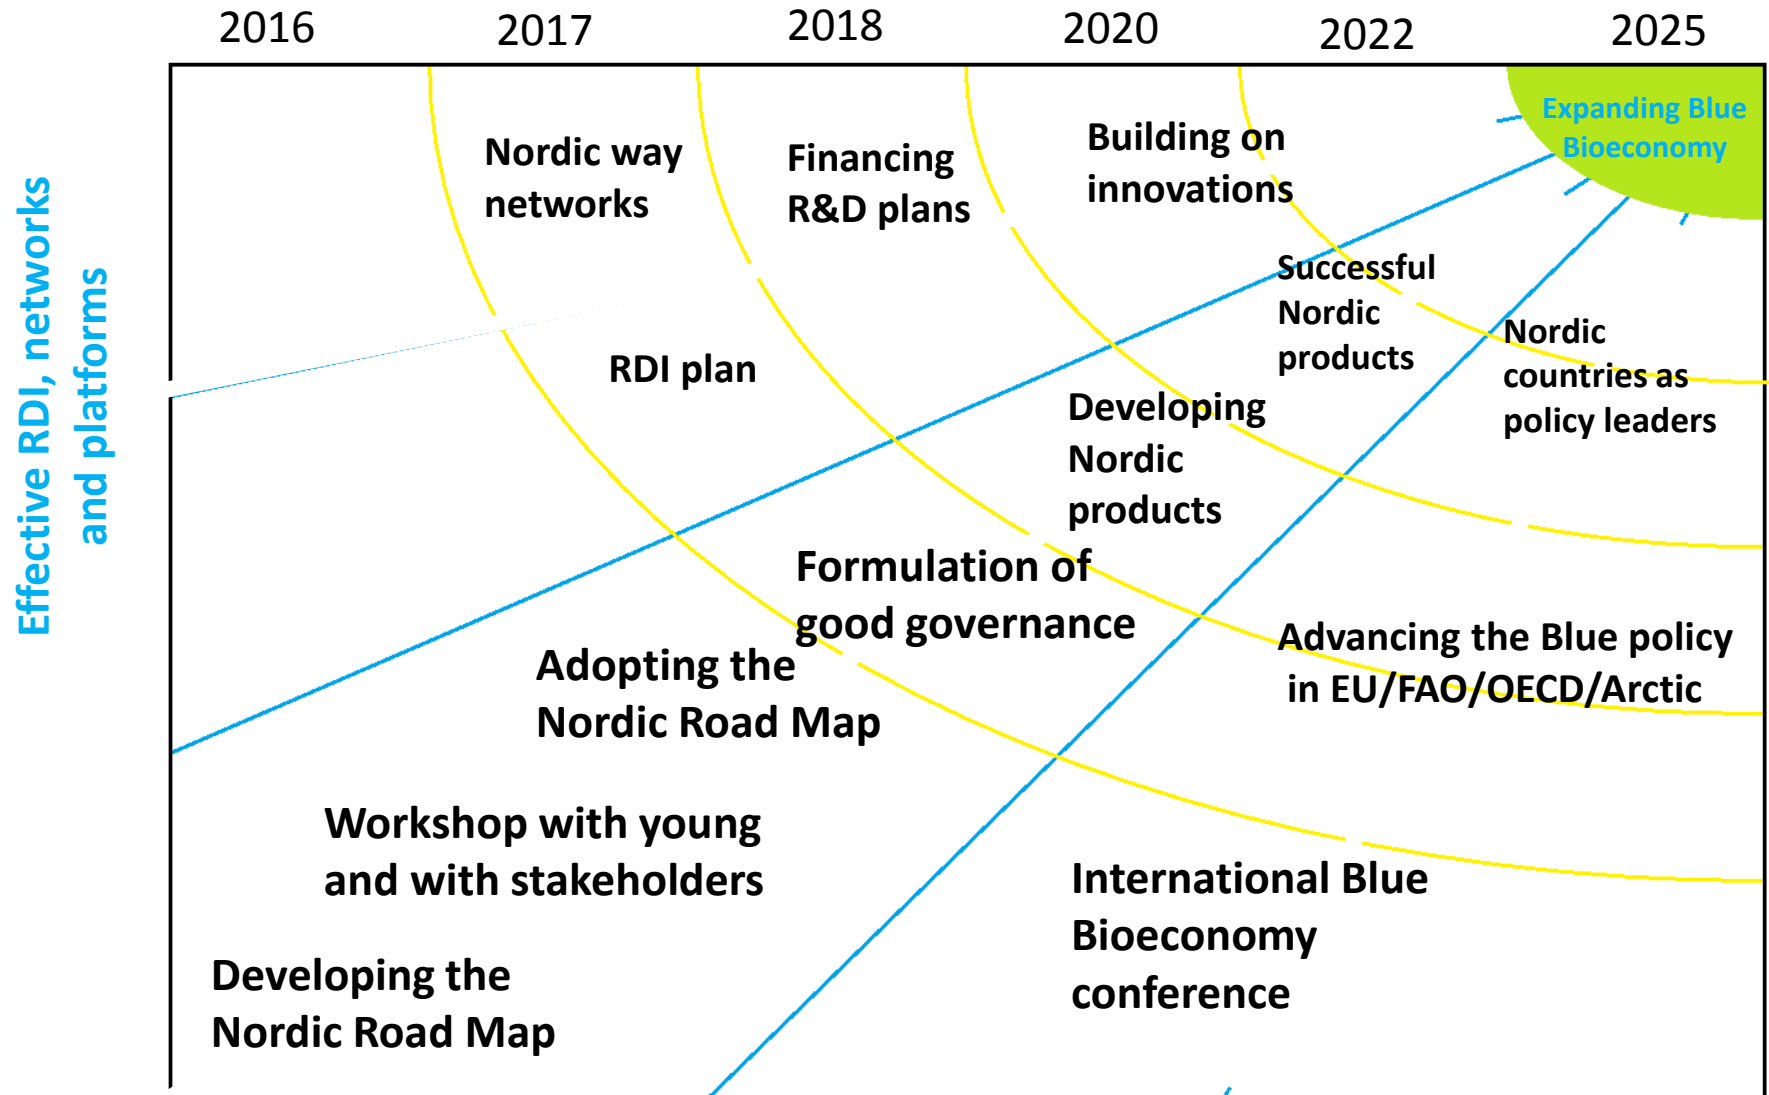 2016 2017 2018 2020 2022 2025
Effective RDI, networks
and platforms
Expanding Blue
Bioeconomy
Nordic way
networks
Financing
R&D plans
Building on
innovations
Successful
Nordic
products
Nordic
countries as
policy leaders
RDI plan
Developing
Nordic
products
Formulation of
good governance
Advancing the Blue policy
in EU/FAO/OECD/Arctic
Adopting the
Nordic Road Map
Workshop with young
and with stakeholders
International Blue
Bioeconomy
conference
Developing the
Nordic Road Map